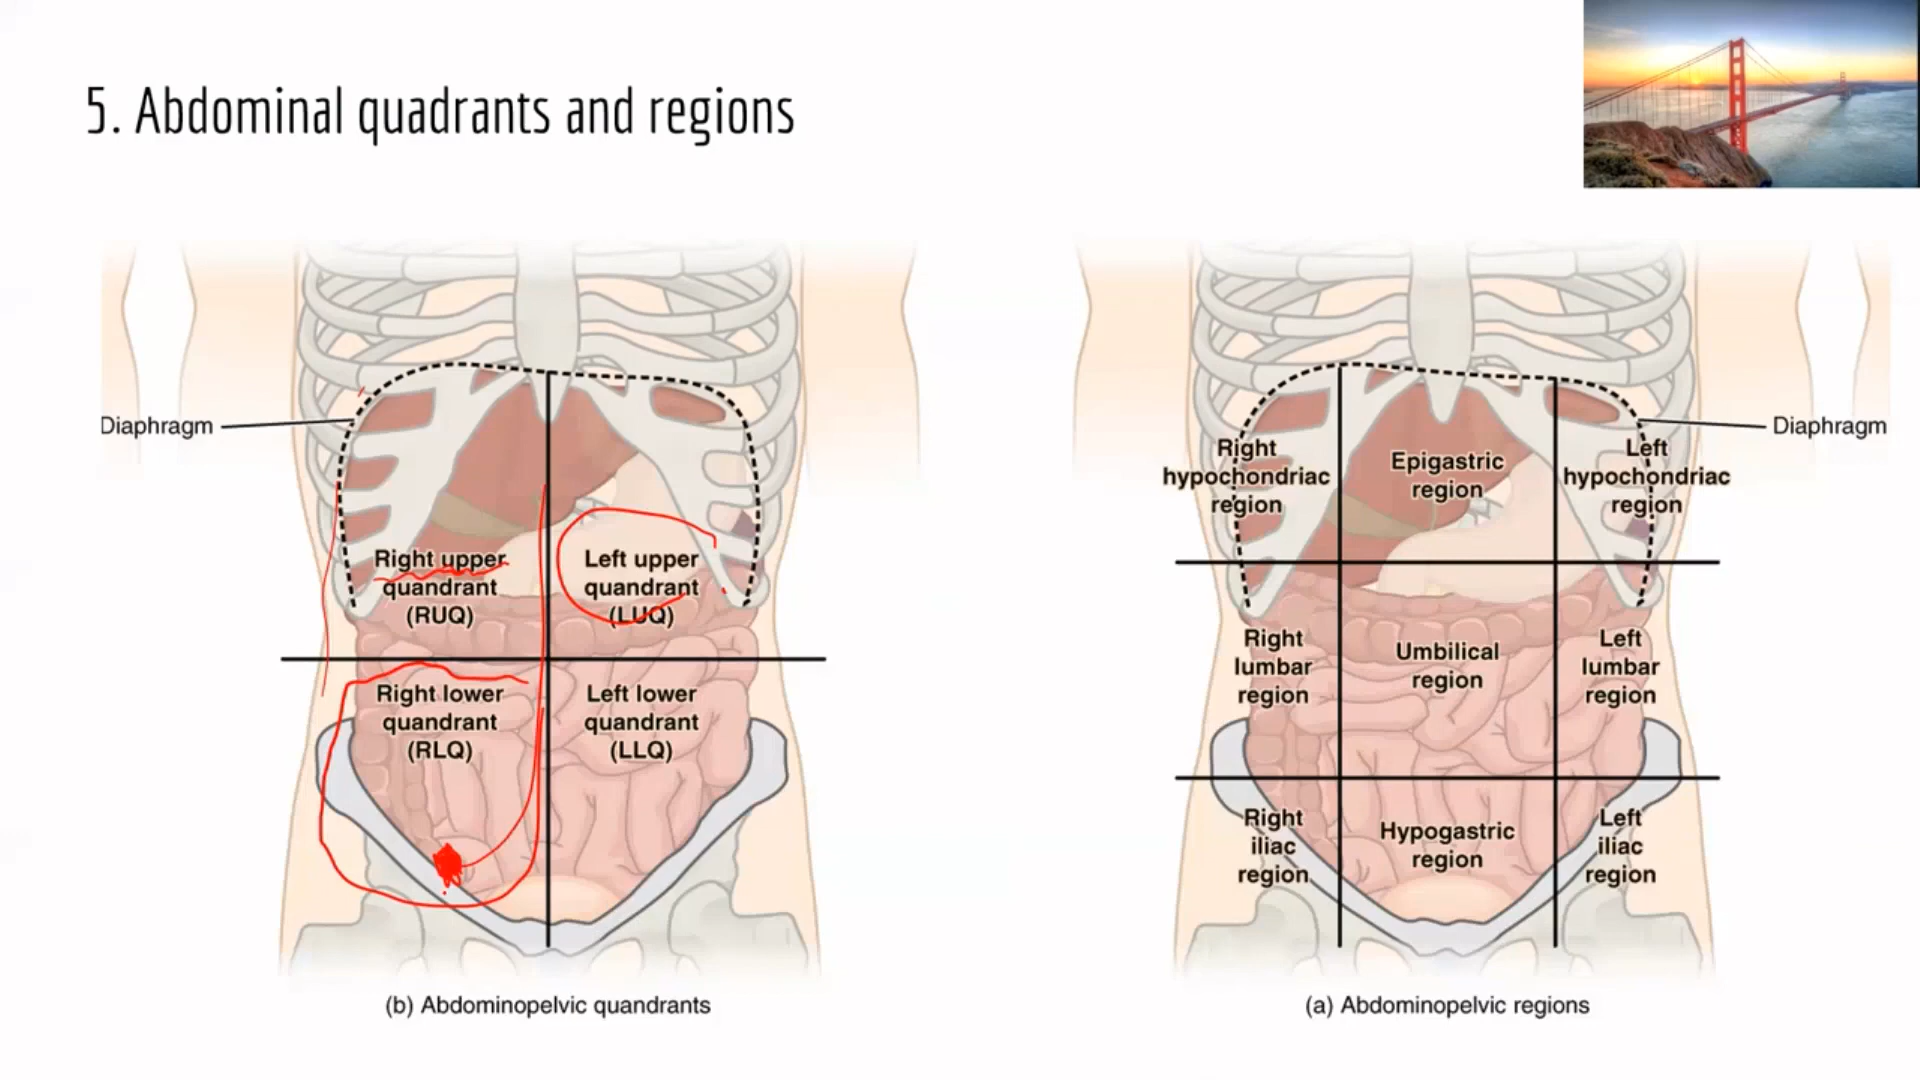 5. Abdominal quadrants and regions
Diaphragm
Right upper
quandrant
(RUQ)
Left upper
quandrant
(LUQ)
Right lower
quandrant
(RLQ)
Left lower
quandrant
(LLQ)
(b) Abdominopelvic quandrants
Right
hypochondriac
region
Epigastric
region
Left
hypochondriac
region
Diaphragm
Right
lumbar
region
Umbilical
region
Left
lumbar
region
Right
iliac
region
Hypogastric
region
Left
iliac
region
(a) Abdominopelvic regions